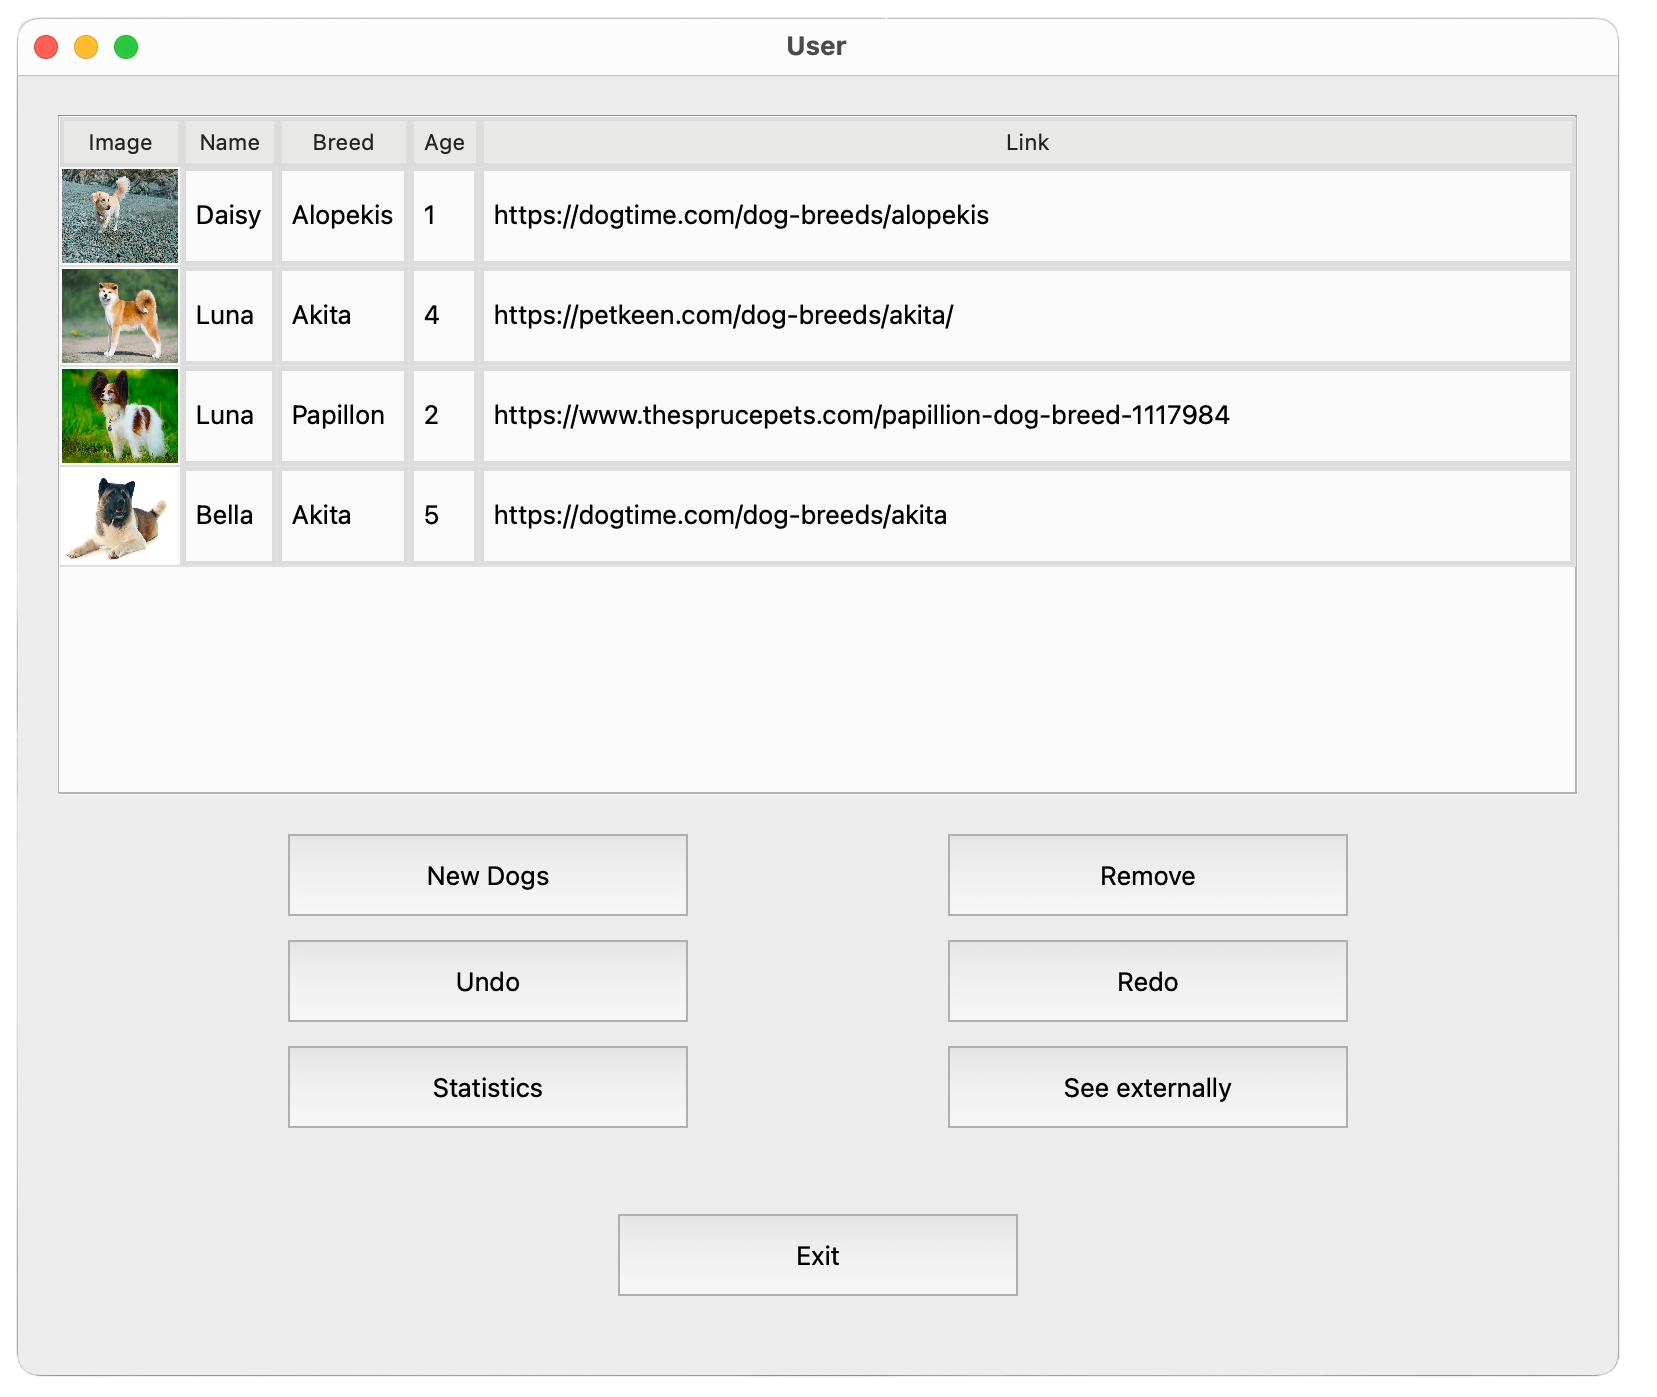 User
Image Name Breed Age Link
Daisy Alopekis 1 https://dogtime.com/dog-breeds/alopekis
Luna Akita 4 https://petkeen.com/dog-breeds/akita/
Luna Papillon 2 https://www.thesprucepets.com/papillion-dog-breed-1117984
Bella Akita 5 https://dogtime.com/dog-breeds/akita
New Dogs Remove
Undo Redo
Statistics See externally
Exit